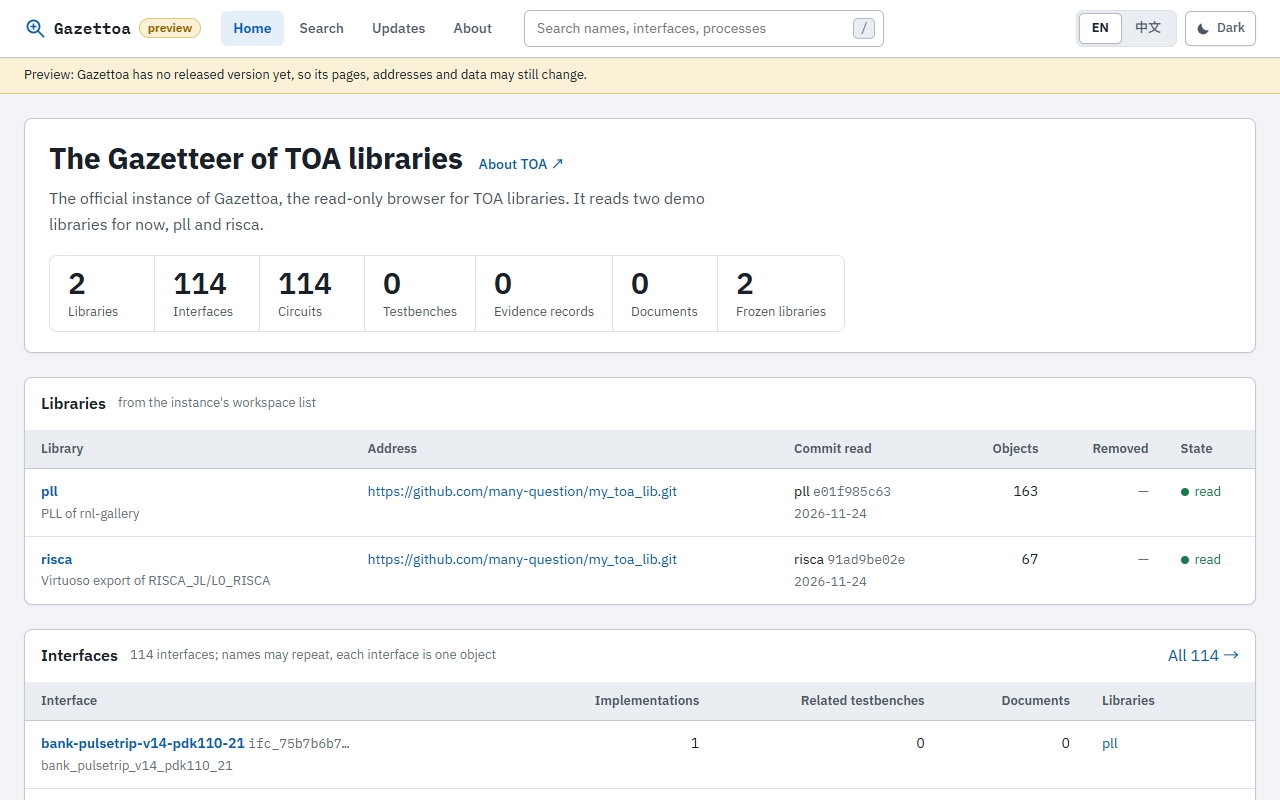 Gazettoa preview Home Search Updates About Search names, interfaces, processes / EN 中文 Dark
Preview: Gazettoa has no released version yet, so its pages, addresses and data may still change.
The Gazetteer of TOA libraries About TOA ↗
The official instance of Gazettoa, the read-only browser for TOA libraries. It reads two demo
libraries for now, pll and risca.
2 114 114 0 0 0 2
Libraries Interfaces Circuits Testbenches Evidence records Documents Frozen libraries
Libraries from the instance's workspace list
Library Address Commit read Objects Removed State
pll https://github.com/many-question/my_toa_lib.git pll e01f985c63 163 — read
PLL of rnl-gallery 2026-11-24
risca https://github.com/many-question/my_toa_lib.git risca 91ad9be02e 67 — read
Virtuoso export of RISCA_JL/L0_RISCA 2026-11-24
Interfaces 114 interfaces; names may repeat, each interface is one object All 114 →
Interface Implementations Related testbenches Documents Libraries
bank-pulsetrip-v14-pdk110-21 ifc_75b7b6b7… 1 0 0 pll
bank_pulsetrip_v14_pdk110_21